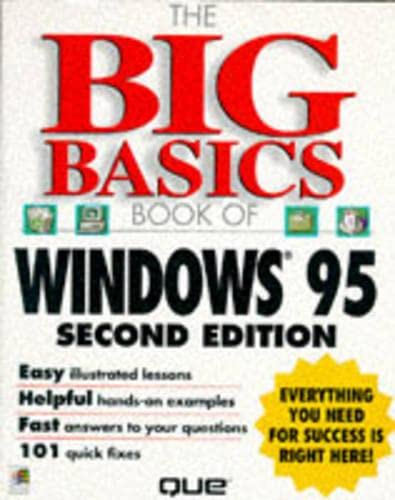 THE
BIG
BASICS
BOOK OF
WINDOWS® 95
SECOND EDITION
Easy illustrated lessons
Helpful hands-on examples
Fast answers to your questions
101 quick fixes
EVERYTHING
YOU NEED
FOR SUCCESS IS
RIGHT HERE!
QUE®